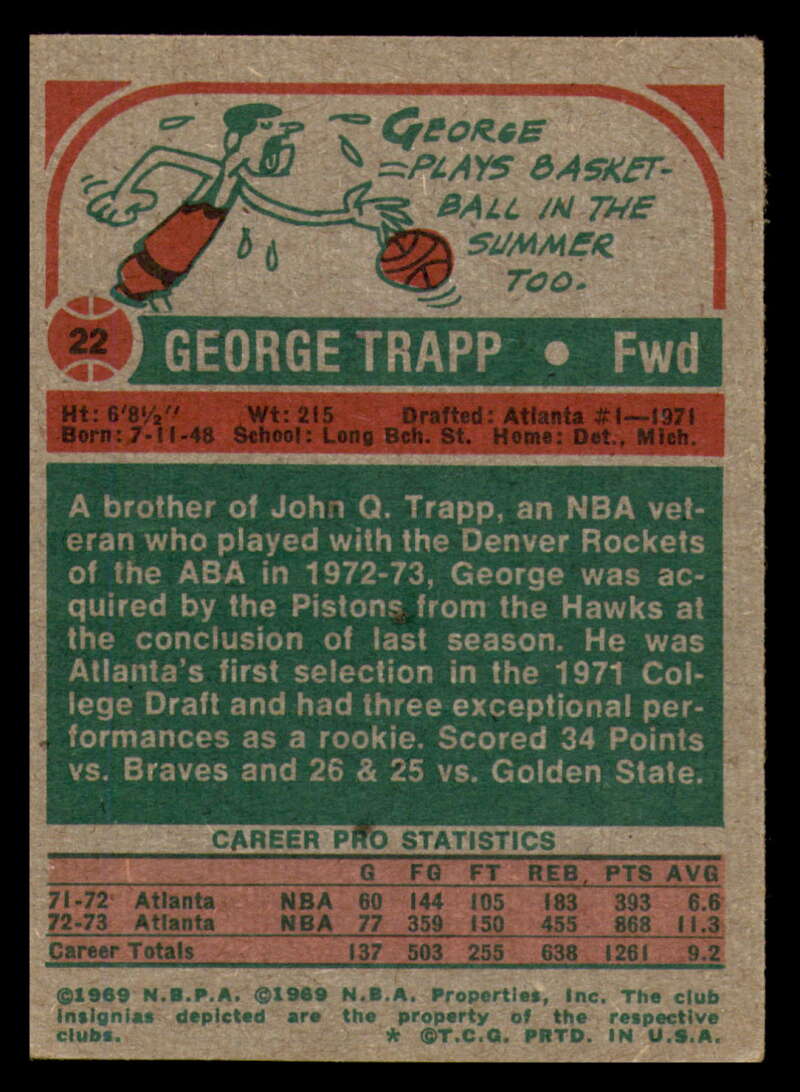 GEORGE
PLAYS BASKET-
BALL IN THE
SUMMER
TOO.
22 GEORGE TRAPP • Fwd
Ht: 6'8½" Wt: 215 Drafted: Atlanta #1—1971
Born: 7-11-48 School: Long Bch. St. Home: Det., Mich.
A brother of John Q. Trapp, an NBA vet-
eran who played with the Denver Rockets
of the ABA in 1972-73, George was ac-
quired by the Pistons from the Hawks at
the conclusion of last season. He was
Atlanta's first selection in the 1971 Col-
lege Draft and had three exceptional per-
formances as a rookie. Scored 34 Points
vs. Braves and 26 & 25 vs. Golden State.
CAREER PRO STATISTICS
G FG FT REB PTS AVG
71-72 Atlanta NBA 60 144 105 183 393 6.6
72-73 Atlanta NBA 77 359 150 455 868 11.3
Career Totals 137 503 255 638 1261 9.2
©1969 N.B.P.A. ©1969 N.B.A. Properties, Inc. The club
insignias depicted are the property of the respective
clubs. * ©T.C.G. PRTD. IN U.S.A.